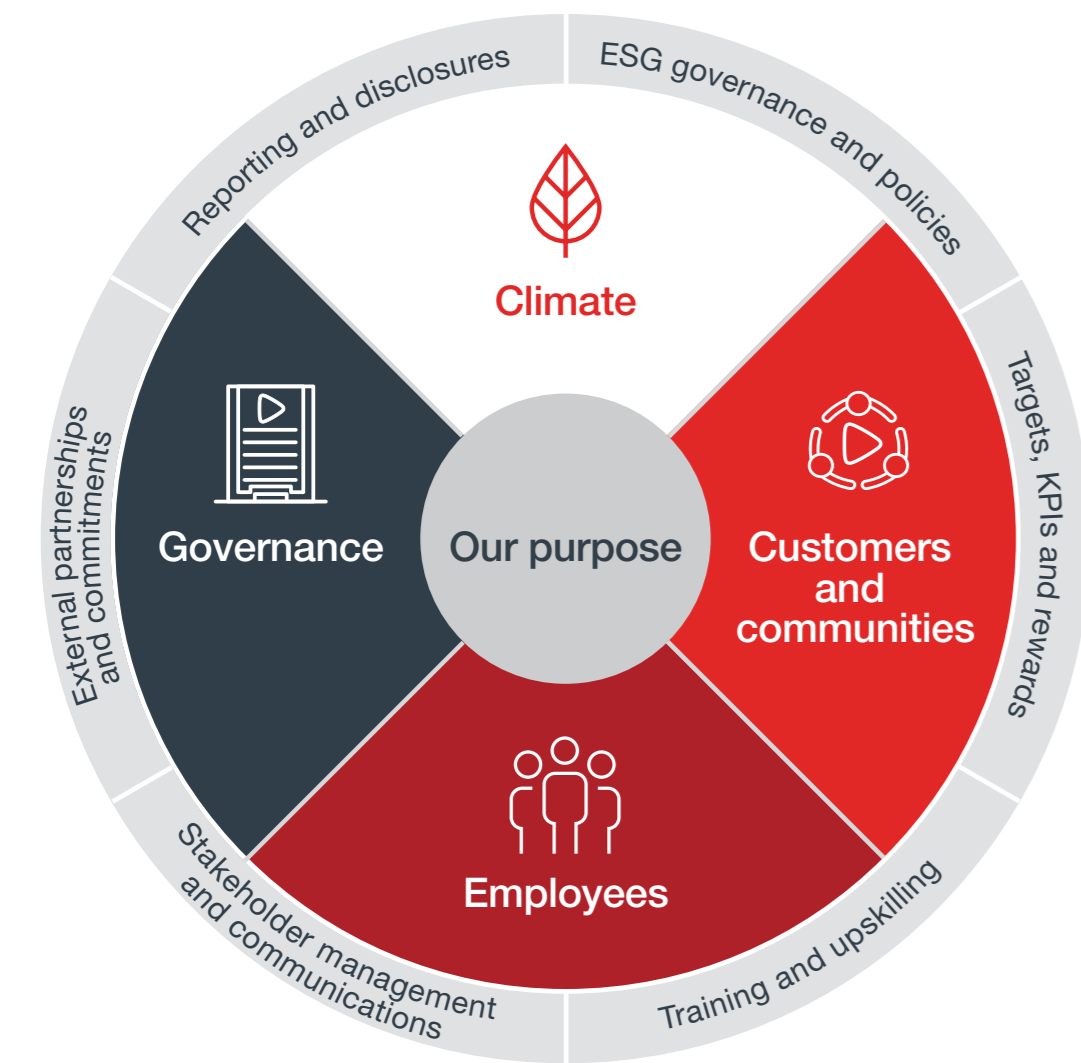 Reporting and disclosures
ESG governance and policies
Targets, KPIs and rewards
Training and upskilling
Stakeholder management
and communications
External partnerships
and commitments
Climate
Governance
Our purpose
Customers
and
communities
Employees